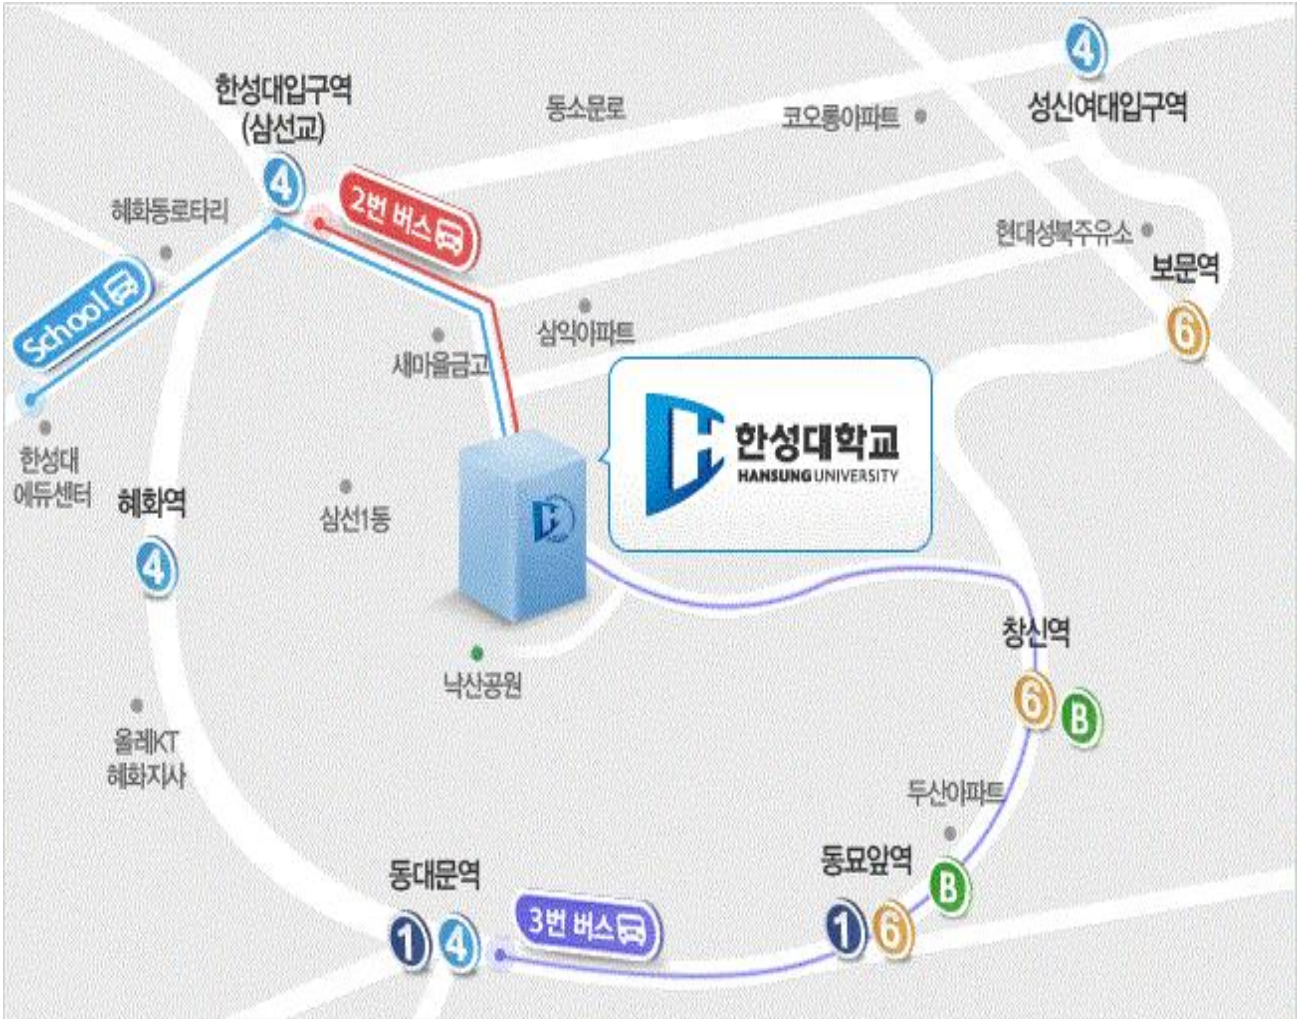 4
성신여대입구역
한성대입구역
(삼선교)
4
동소문로
코오롱아파트
2번 버스
혜화동로타리
현대성북주유소
보문역
6
School
삼익아파트
새마을금고
한성대학교
HANSUNG UNIVERSITY
한성대
에듀센터
혜화역
4
삼선1동
창신역
6
B
낙산공원
올레KT
혜화지사
두산아파트
동대문역
1
4
3번 버스
동묘앞역
1
6
B